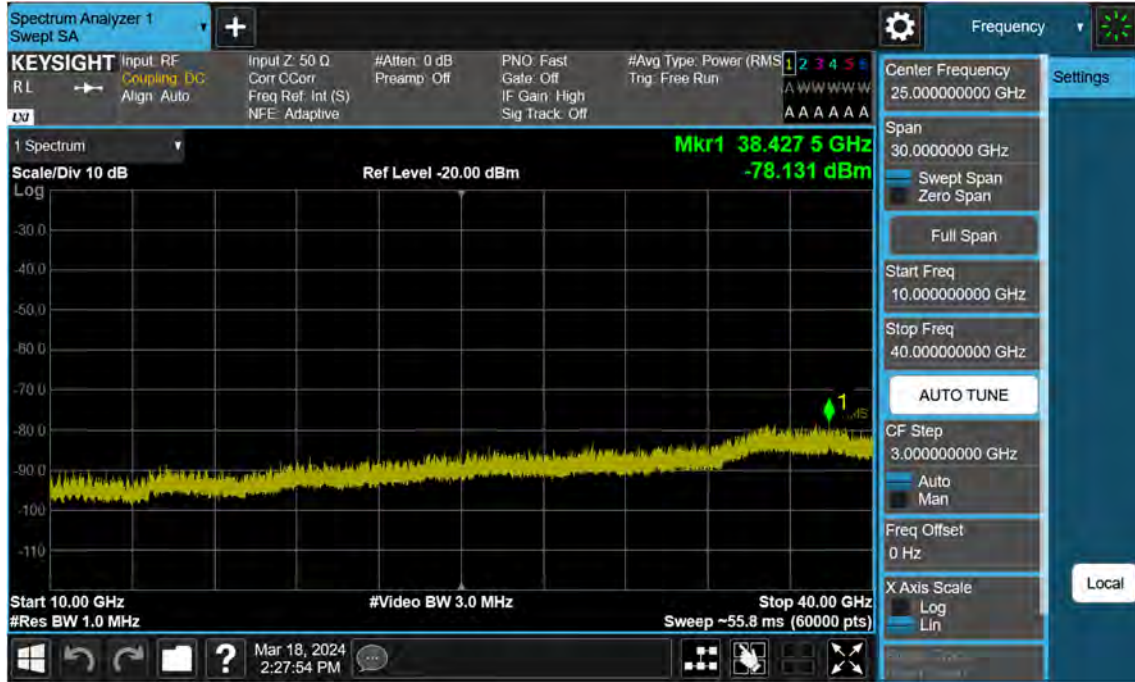 Spectrum Analyzer 1
Swept SA
Frequency
KEYSIGHT
RL
LXI
Input: RF
Coupling: DC
Align: Auto
Input Z: 50 Ω
Corr CCorr
Freq Ref: Int (S)
NFE: Adaptive
#Atten: 0 dB
Preamp: Off
PNO: Fast
Gate: Off
IF Gain: High
Sig Track: Off
#Avg Type: Power (RMS
Trig: Free Run
1 2 3 4 5 6
A W W W W W
A A A A A A
Center Frequency
25.000000000 GHz
Settings
1 Spectrum
Mkr1 38.427 5 GHz
Scale/Div 10 dB
Ref Level -20.00 dBm
-78.131 dBm
Log
-30.0
-40.0
-50.0
-60.0
-70.0
-80.0
-90.0
-100
-110
1
Span
30.0000000 GHz
Swept Span
Zero Span
Full Span
Start Freq
10.000000000 GHz
Stop Freq
40.000000000 GHz
AUTO TUNE
CF Step
3.000000000 GHz
Auto
Man
Freq Offset
0 Hz
X Axis Scale
Log
Lin
Local
Start 10.00 GHz
#Video BW 3.0 MHz
Stop 40.00 GHz
#Res BW 1.0 MHz
Sweep ~55.8 ms (60000 pts)
?
Mar 18, 2024
2:27:54 PM